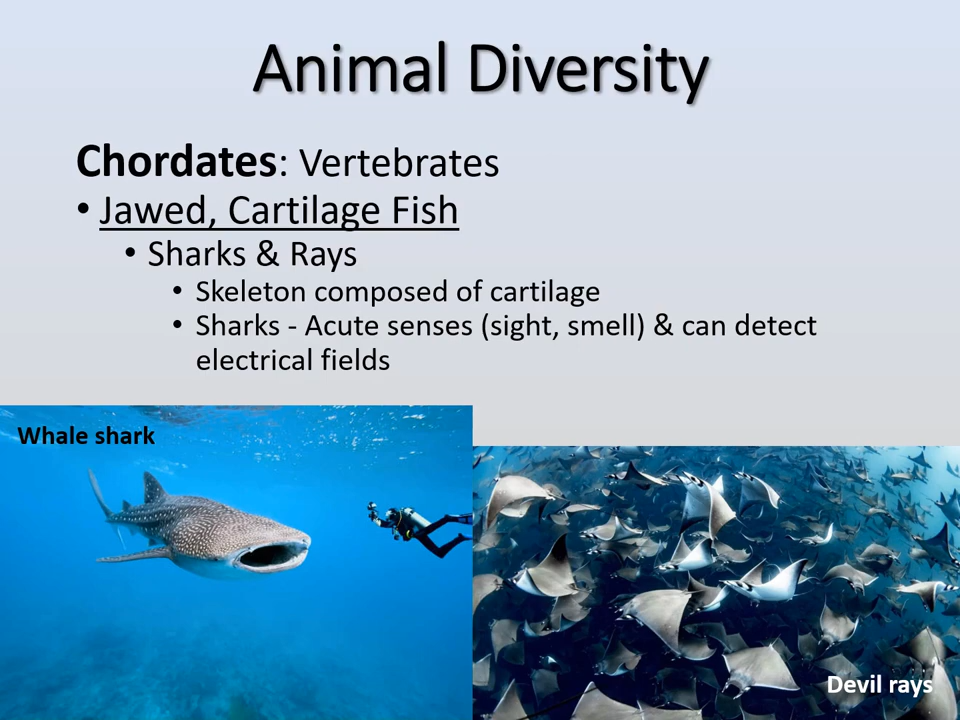 Animal Diversity
Chordates: Vertebrates
• Jawed, Cartilage Fish
• Sharks & Rays
• Skeleton composed of cartilage
• Sharks - Acute senses (sight, smell) & can detect
electrical fields
Whale shark
Devil rays